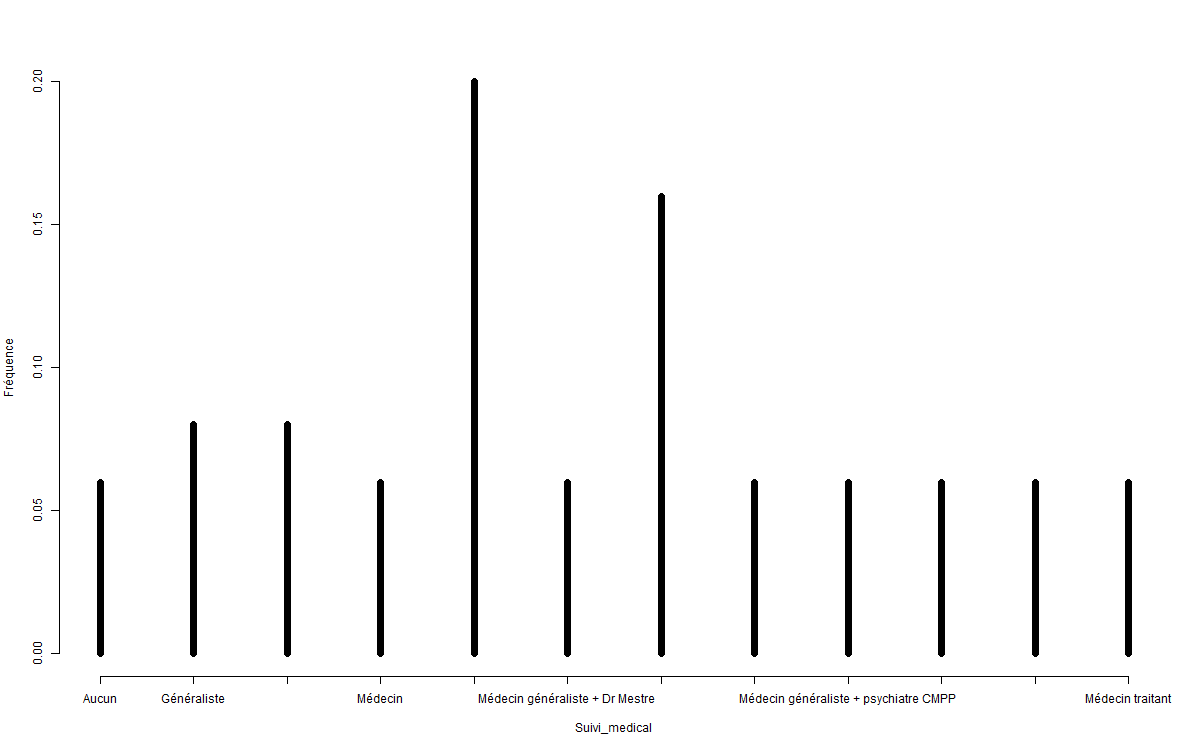 0.20
0.15
0.10
0.05
0.00
Fréquence
Aucun Généraliste Médecin Médecin généraliste + Dr Mestre Médecin généraliste + psychiatre CMPP Médecin traitant
Suivi_medical